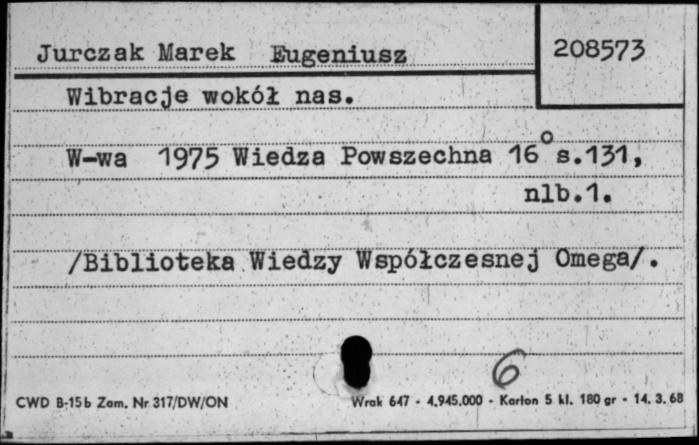 Jurczak Marek Eugeniusz
208573
Wibracje wokół nas.
W-wa 1975 Wiedza Powszechna 16° s.131,
nlb.1.
/Biblioteka Wiedzy Współczesnej Omega/.
6
CWD B-15b Zam. Nr 317/DW/ON
Wrak 647 - 4.945.000 - Karton 5 kl. 180 gr - 14. 3. 68